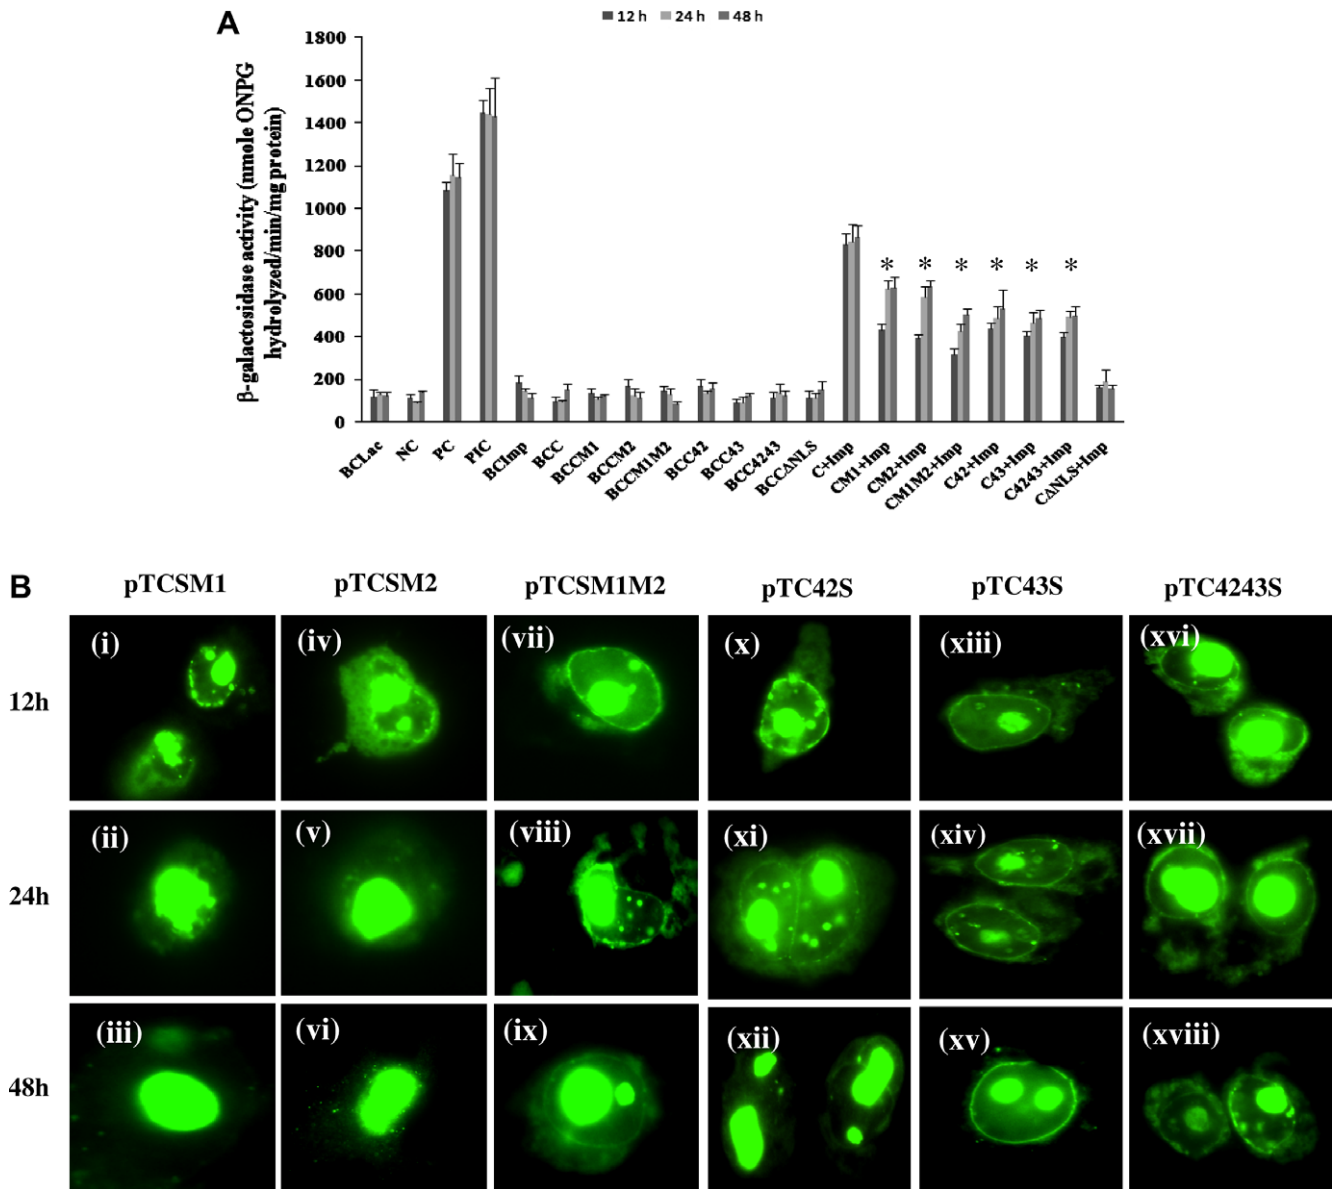 A
12 h 24 h 48 h
β-galactosidase activity (nmole ONPG
hydrolyzed/min/mg protein)
1800
1600
1400
1200
1000
800
600
400
200
0
* * * * * *
BCLac
NC
PC
PIC
BCImp
BCC
BCCM1
BCCM2
BCCM1M2
BCC42
BCC43
BCC4243
BCCΔNLS
C+Imp
CM1+Imp
CM2+Imp
CM1M2+Imp
C42+Imp
C43+Imp
C4243+Imp
CΔNLS+Imp
B
pTCSM1 pTCSM2 pTCSM1M2 pTC42S pTC43S pTC4243S
12h
(i) (iv) (vii) (x) (xiii) (xvi)
24h
(ii) (v) (viii) (xi) (xiv) (xvii)
48h
(iii) (vi) (ix) (xii) (xv) (xviii)